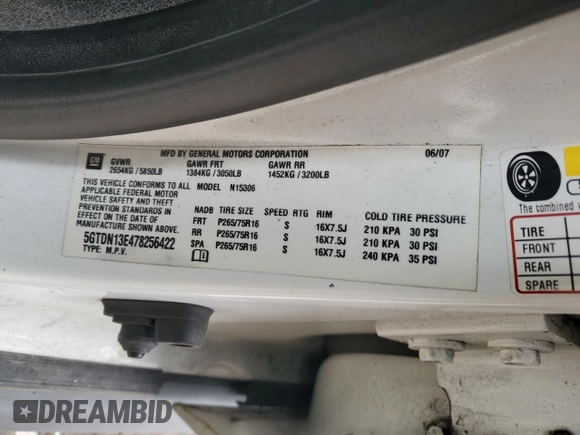 MFD BY GENERAL MOTORS CORPORATION 06/07
GM GVWR GAWR FRT GAWR RR
2654KG / 5850LB 1384KG / 3050LB 1452KG / 3200LB
THIS VEHICLE CONFORMS TO ALL MODEL N15306
APPLICABLE FEDERAL MOTOR
VEHICLE SAFETY AND THEFT
PREVENTION STANDARDS IN
EFFECT ON THE DATE OF
MANUFACTURE SHOWN ABOVE.
5GTDN13E478256422
TYPE: M.P.V.
NADB TIRE SIZE SPEED RTG RIM COLD TIRE PRESSURE
FRT P265/75R16 S 16X7.5J 210 KPA 30 PSI
RR P265/75R16 S 16X7.5J 210 KPA 30 PSI
SPA P265/75R16 S 16X7.5J 240 KPA 35 PSI
The combined
TIRE
FRONT
REAR
SPARE
DREAMBID